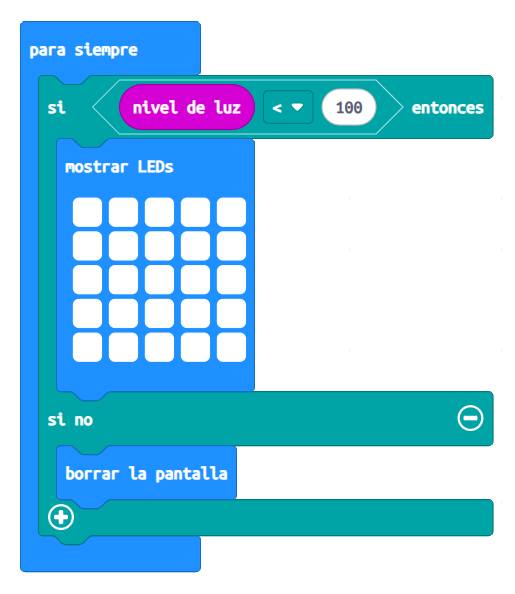 para siempre
si nivel de luz < 100 entonces
mostrar LEDs
si no
borrar la pantalla